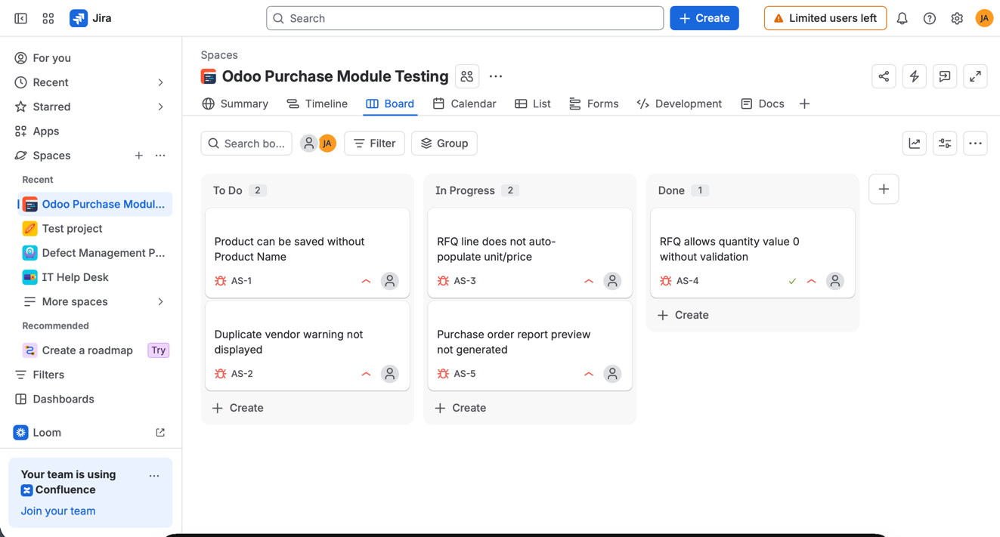 Jira
Search
Create
Limited users left
JA
For you
Recent
Starred
Apps
Spaces
Recent
Odoo Purchase Modul...
Test project
Defect Management P...
IT Help Desk
More spaces
Recommended
Create a roadmap
Try
Filters
Dashboards
Loom
Your team is using
Confluence
Join your team
Spaces
Odoo Purchase Module Testing
Summary
Timeline
Board
Calendar
List
Forms
Development
Docs
Search bo...
JA
Filter
Group
To Do 2
Product can be saved without
Product Name
AS-1
Duplicate vendor warning not
displayed
AS-2
Create
In Progress 2
RFQ line does not auto-
populate unit/price
AS-3
Purchase order report preview
not generated
AS-5
Create
Done 1
RFQ allows quantity value 0
without validation
AS-4
Create